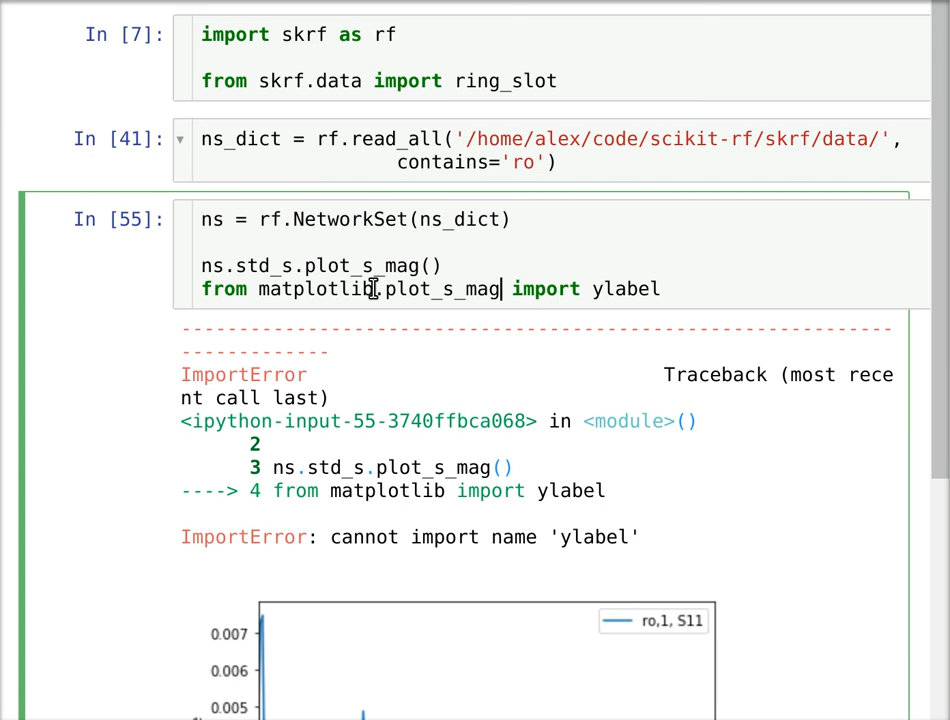 In [7]:
import skrf as rf
from skrf.data import ring_slot
In [41]:
ns_dict = rf.read_all('/home/alex/code/scikit-rf/skrf/data/',
contains='ro')
In [55]:
ns = rf.NetworkSet(ns_dict)
ns.std_s.plot_s_mag()
from matplotlib.plot_s_mag import ylabel
---------------------------------------------------------------------------
ImportError Traceback (most rece
nt call last)
<ipython-input-55-3740ffbca068> in <module>()
2
3 ns.std_s.plot_s_mag()
----> 4 from matplotlib import ylabel
ImportError: cannot import name 'ylabel'
ro,1, S11
0.007
0.006
0.005